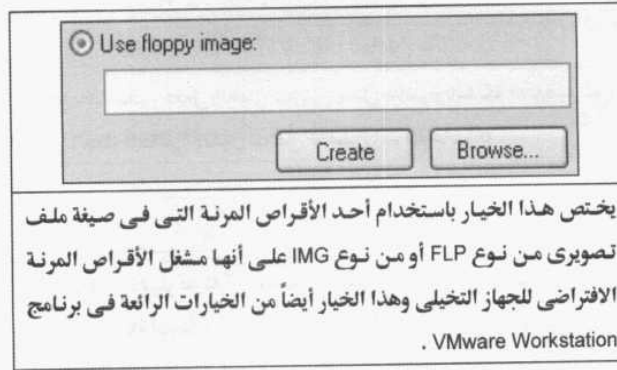 Use floppy image:
Create
Browse...
يختص هذا الخيار باستخدام أحد الأقراص المرنة التى فى صيغة ملف
تصويرى من نوع FLP أو من نوع IMG على أنها مشغل الأقراص المرنة
الافتراضى للجهاز التخيلى وهذا الخيار أيضاً من الخيارات الرائعة فى برنامج
VMware Workstation .